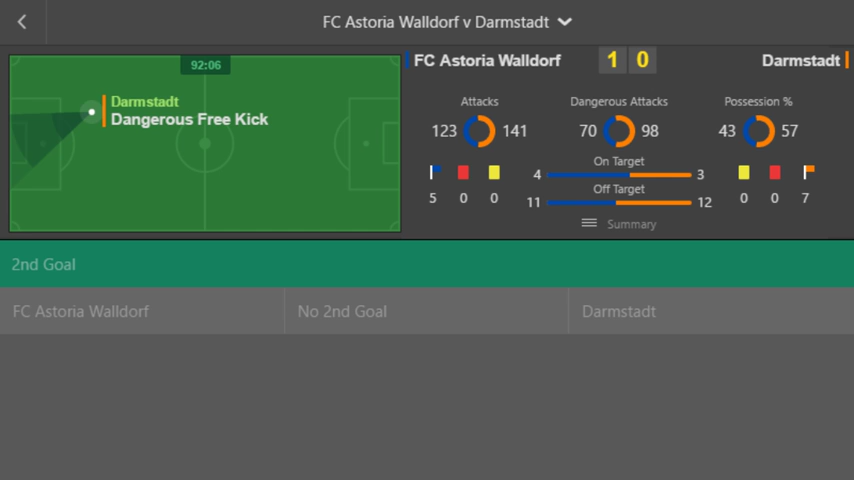 FC Astoria Walldorf v Darmstadt
92:06
Darmstadt
Dangerous Free Kick
FC Astoria Walldorf 1 0 Darmstadt
Attacks Dangerous Attacks Possession %
123 141 70 98 43 57
On Target
4 3
Off Target
5 0 0 11 12 0 0 7
Summary
2nd Goal
FC Astoria Walldorf No 2nd Goal Darmstadt